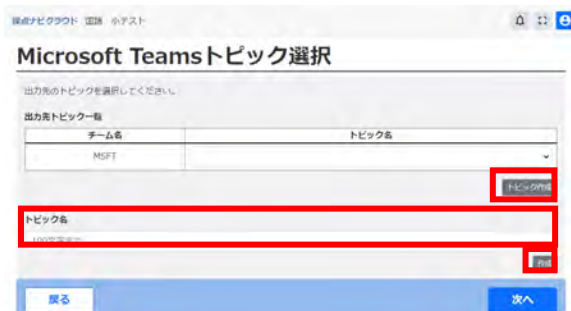 採点ナビクラウド 国語 小テスト
Microsoft Teamsトピック選択
出力先のトピックを選択してください。
出力先トピック一覧
チーム名 トピック名
MSFT
トピック作成
トピック名
100文字まで
作成
戻る 次へ